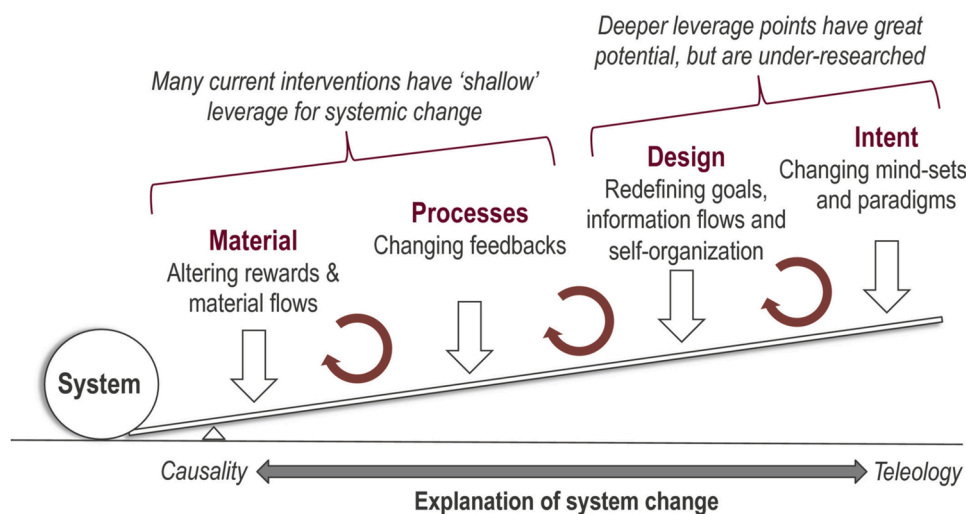 Deeper leverage points have great
potential, but are under-researched
Many current interventions have ‘shallow’
leverage for systemic change
Intent
Changing mind-sets
and paradigms
Design
Redefining goals,
information flows and
self-organization
Processes
Changing feedbacks
Material
Altering rewards &
material flows
System
Causality
Teleology
Explanation of system change